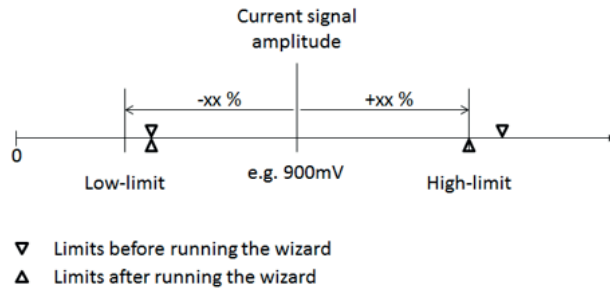 Current signal
amplitude
-xx %
+xx %
0
Low-limit
e.g. 900mV
High-limit
∇ Limits before running the wizard
Δ Limits after running the wizard